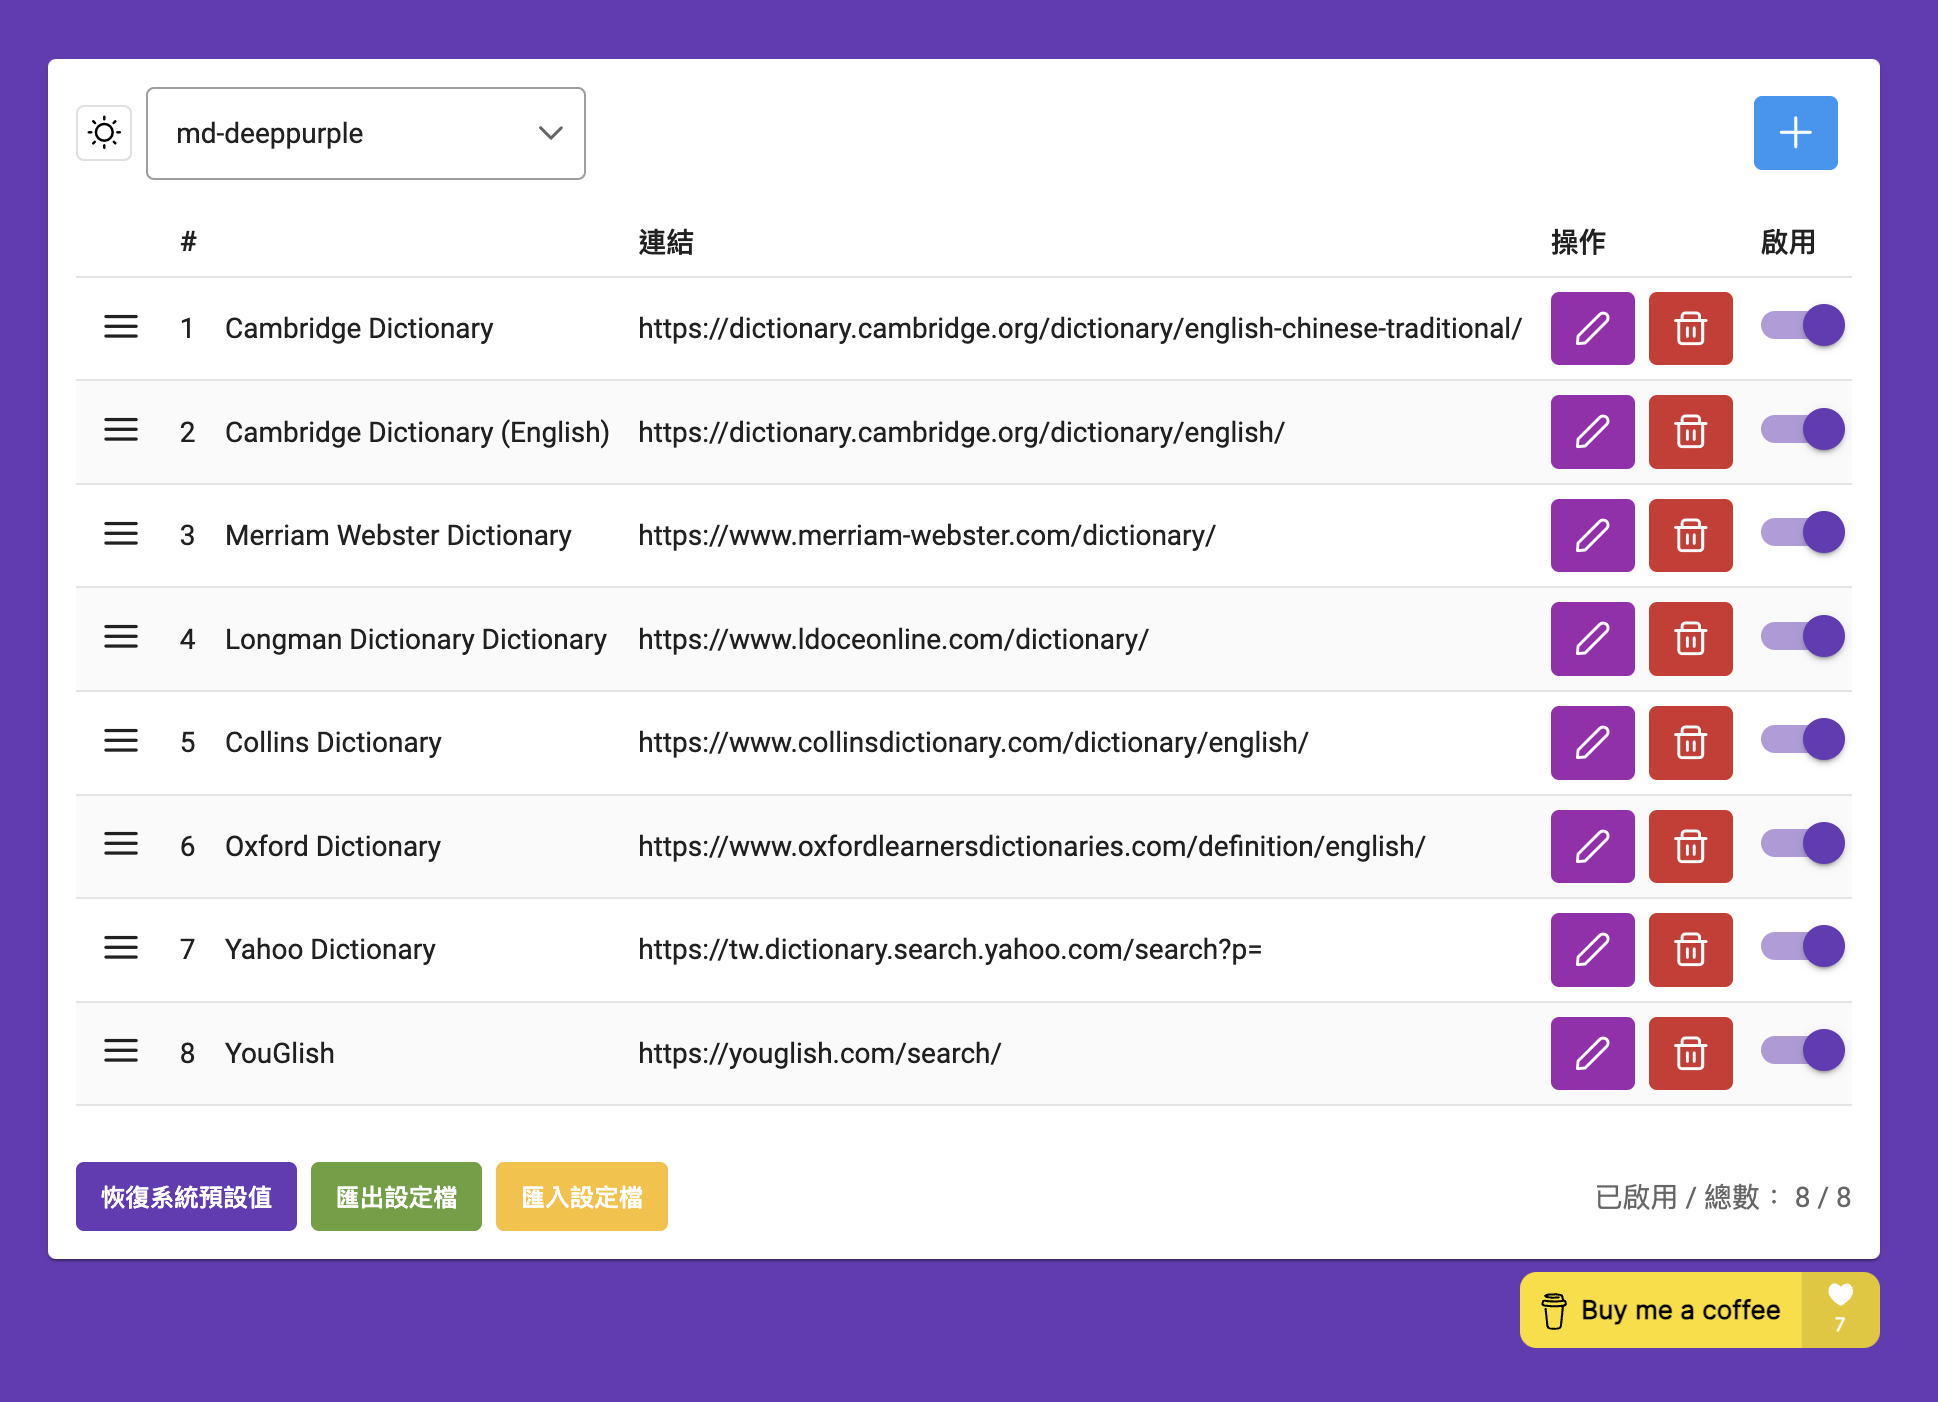 md-deeppurple
# 連結 操作 啟用
1 Cambridge Dictionary https://dictionary.cambridge.org/dictionary/english-chinese-traditional/
2 Cambridge Dictionary (English) https://dictionary.cambridge.org/dictionary/english/
3 Merriam Webster Dictionary https://www.merriam-webster.com/dictionary/
4 Longman Dictionary Dictionary https://www.ldoceonline.com/dictionary/
5 Collins Dictionary https://www.collinsdictionary.com/dictionary/english/
6 Oxford Dictionary https://www.oxfordlearnersdictionaries.com/definition/english/
7 Yahoo Dictionary https://tw.dictionary.search.yahoo.com/search?p=
8 YouGlish https://youglish.com/search/
恢復系統預設值 匯出設定檔 匯入設定檔 已啟用 / 總數： 8 / 8
Buy me a coffee 7